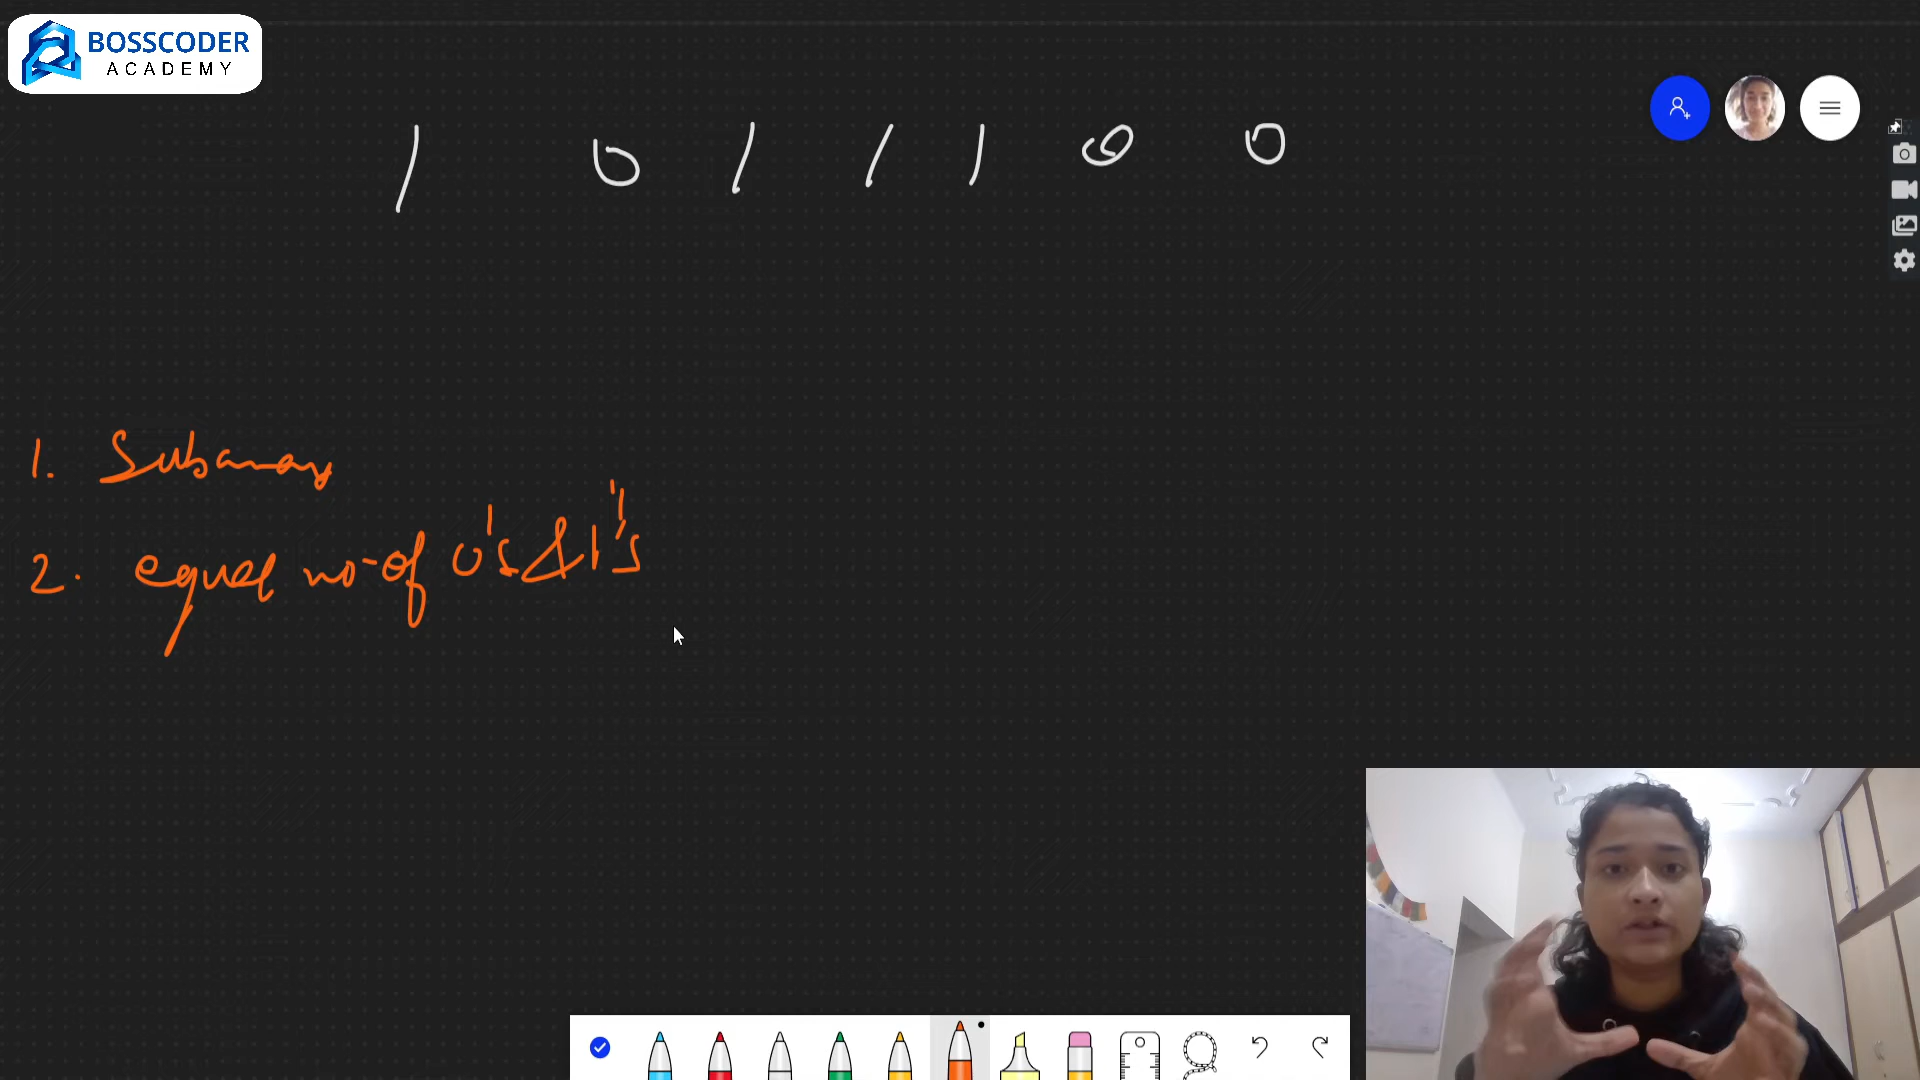 BOSSCODER
ACADEMY
1 0 1 1 1 0 0
1. Subarray
2. equal no. of 0's & 1's